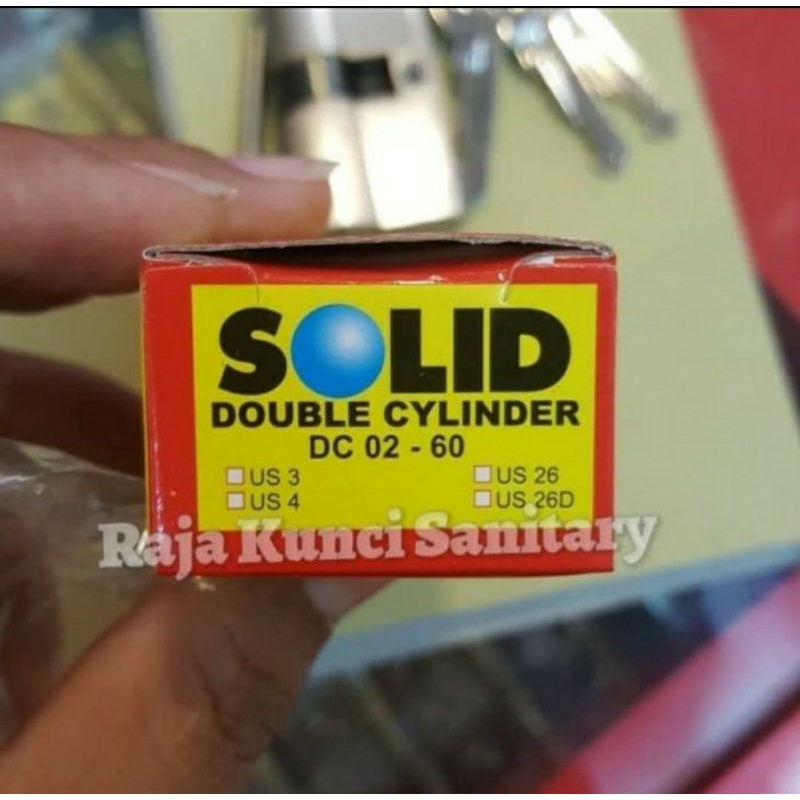 SOLID
DOUBLE CYLINDER
DC 02 - 60
US 3 US 26
US 4 US 26D
Raja Kunci Sanitary